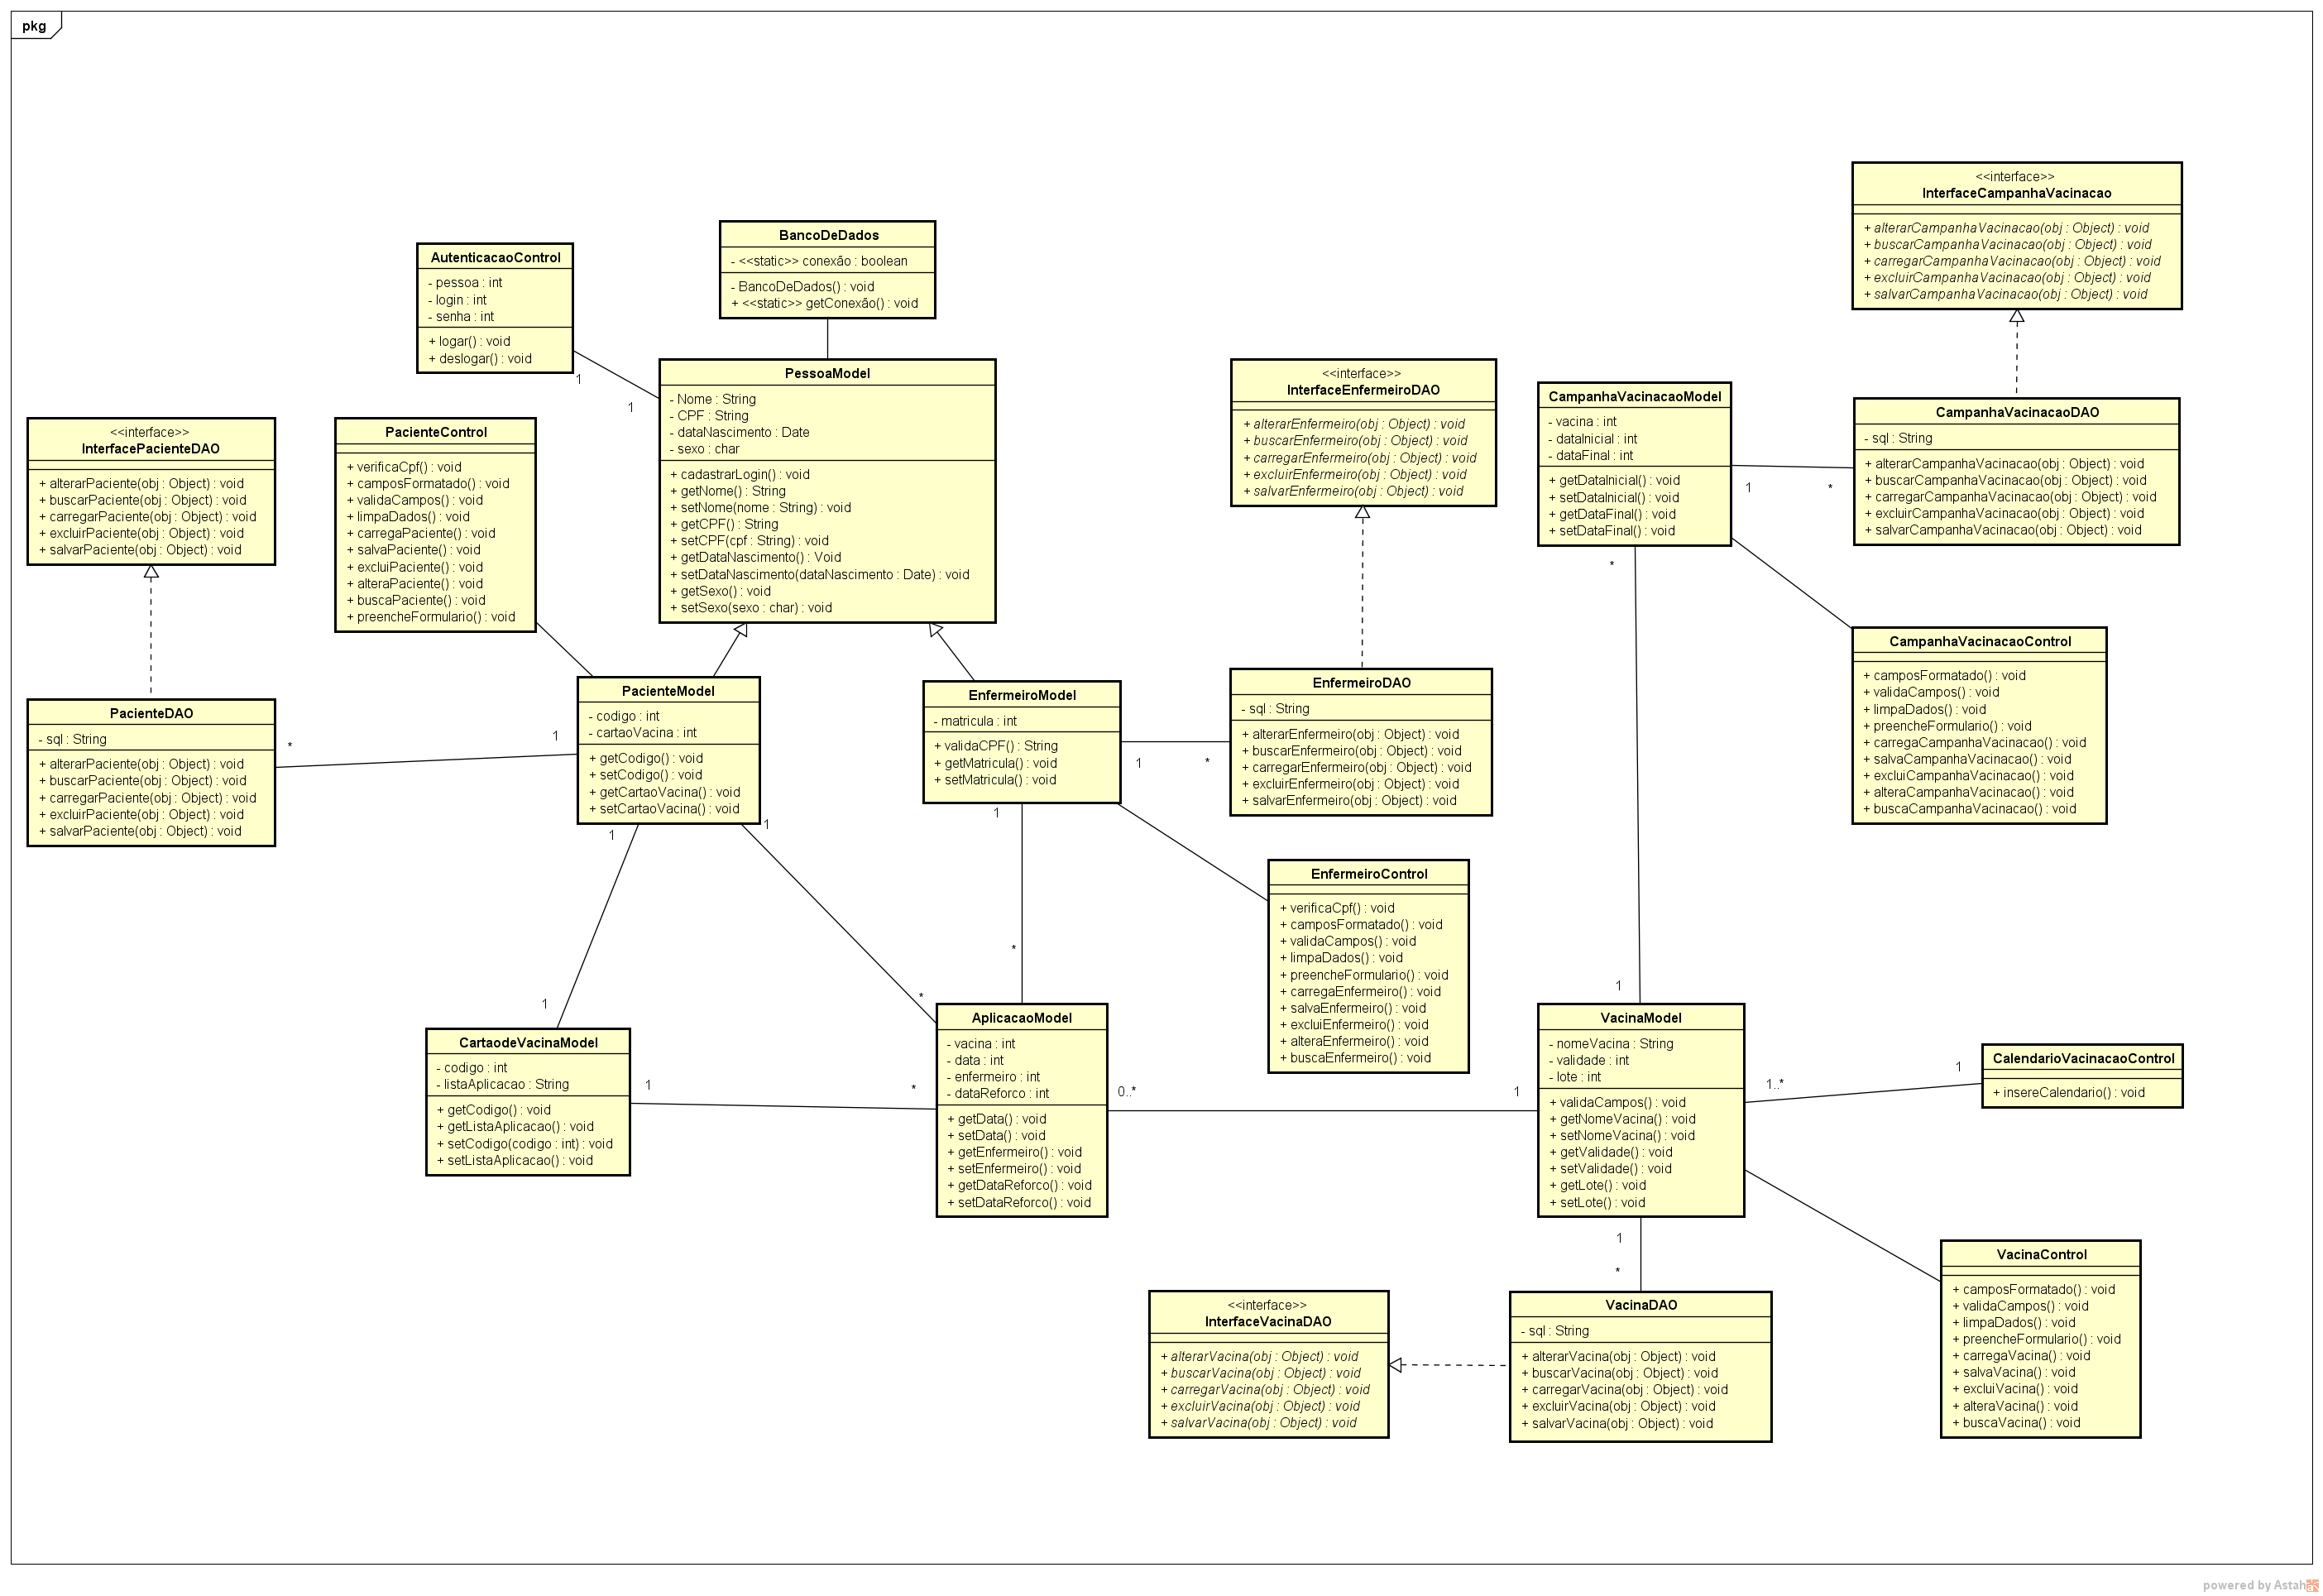 pkg
<<interface>>
InterfaceCampanhaVacinacao
+ alterarCampanhaVacinacao(obj : Object) : void
+ buscarCampanhaVacinacao(obj : Object) : void
+ carregarCampanhaVacinacao(obj : Object) : void
+ excluirCampanhaVacinacao(obj : Object) : void
+ salvarCampanhaVacinacao(obj : Object) : void
BancoDeDados
- <<static>> conexão : boolean
- BancoDeDados() : void
+ <<static>> getConexão() : void
AutenticacaoControl
- pessoa : int
- login : int
- senha : int
+ logar() : void
+ deslogar() : void
1
1
PessoaModel
- Nome : String
- CPF : String
- dataNascimento : Date
- sexo : char
+ cadastrarLogin() : void
+ getNome() : String
+ setNome(nome : String) : void
+ getCPF() : String
+ setCPF(cpf : String) : void
+ getDataNascimento() : Void
+ setDataNascimento(dataNascimento : Date) : void
+ getSexo() : void
+ setSexo(sexo : char) : void
<<interface>>
InterfaceEnfermeiroDAO
+ alterarEnfermeiro(obj : Object) : void
+ buscarEnfermeiro(obj : Object) : void
+ carregarEnfermeiro(obj : Object) : void
+ excluirEnfermeiro(obj : Object) : void
+ salvarEnfermeiro(obj : Object) : void
CampanhaVacinacaoModel
- vacina : int
- dataInicial : int
- dataFinal : int
+ getDataInicial() : void
+ setDataInicial() : void
+ getDataFinal() : void
+ setDataFinal() : void
1
*
CampanhaVacinacaoDAO
- sql : String
+ alterarCampanhaVacinacao(obj : Object) : void
+ buscarCampanhaVacinacao(obj : Object) : void
+ carregarCampanhaVacinacao(obj : Object) : void
+ excluirCampanhaVacinacao(obj : Object) : void
+ salvarCampanhaVacinacao(obj : Object) : void
<<interface>>
InterfacePacienteDAO
+ alterarPaciente(obj : Object) : void
+ buscarPaciente(obj : Object) : void
+ carregarPaciente(obj : Object) : void
+ excluirPaciente(obj : Object) : void
+ salvarPaciente(obj : Object) : void
PacienteControl
+ verificaCpf() : void
+ camposFormatado() : void
+ validaCampos() : void
+ limpaDados() : void
+ carregaPaciente() : void
+ salvaPaciente() : void
+ excluiPaciente() : void
+ alteraPaciente() : void
+ buscaPaciente() : void
+ preencheFormulario() : void
*
CampanhaVacinacaoControl
+ camposFormatado() : void
+ validaCampos() : void
+ limpaDados() : void
+ preencheFormulario() : void
+ carregaCampanhaVacinacao() : void
+ salvaCampanhaVacinacao() : void
+ excluiCampanhaVacinacao() : void
+ alteraCampanhaVacinacao() : void
+ buscaCampanhaVacinacao() : void
PacienteDAO
- sql : String
+ alterarPaciente(obj : Object) : void
+ buscarPaciente(obj : Object) : void
+ carregarPaciente(obj : Object) : void
+ excluirPaciente(obj : Object) : void
+ salvarPaciente(obj : Object) : void
*
1
PacienteModel
- codigo : int
- cartaoVacina : int
+ getCodigo() : void
+ setCodigo() : void
+ getCartaoVacina() : void
+ setCartaoVacina() : void
1
1
EnfermeiroModel
- matricula : int
+ validaCPF() : String
+ getMatricula() : void
+ setMatricula() : void
1
1
*
EnfermeiroDAO
- sql : String
+ alterarEnfermeiro(obj : Object) : void
+ buscarEnfermeiro(obj : Object) : void
+ carregarEnfermeiro(obj : Object) : void
+ excluirEnfermeiro(obj : Object) : void
+ salvarEnfermeiro(obj : Object) : void
EnfermeiroControl
+ verificaCpf() : void
+ camposFormatado() : void
+ validaCampos() : void
+ limpaDados() : void
+ preencheFormulario() : void
+ carregaEnfermeiro() : void
+ salvaEnfermeiro() : void
+ excluiEnfermeiro() : void
+ alteraEnfermeiro() : void
+ buscaEnfermeiro() : void
1
*
*
1
CartaodeVacinaModel
- codigo : int
- listaAplicacao : String
+ getCodigo() : void
+ getListaAplicacao() : void
+ setCodigo(codigo : int) : void
+ setListaAplicacao() : void
1
*
AplicacaoModel
- vacina : int
- data : int
- enfermeiro : int
- dataReforco : int
+ getData() : void
+ setData() : void
+ getEnfermeiro() : void
+ setEnfermeiro() : void
+ getDataReforco() : void
+ setDataReforco() : void
0..*
1
VacinaModel
- nomeVacina : String
- validade : int
- lote : int
+ validaCampos() : void
+ getNomeVacina() : void
+ setNomeVacina() : void
+ getValidade() : void
+ setValidade() : void
+ getLote() : void
+ setLote() : void
1..*
1
CalendarioVacinacaoControl
+ insereCalendario() : void
1
*
<<interface>>
InterfaceVacinaDAO
+ alterarVacina(obj : Object) : void
+ buscarVacina(obj : Object) : void
+ carregarVacina(obj : Object) : void
+ excluirVacina(obj : Object) : void
+ salvarVacina(obj : Object) : void
VacinaDAO
- sql : String
+ alterarVacina(obj : Object) : void
+ buscarVacina(obj : Object) : void
+ carregarVacina(obj : Object) : void
+ excluirVacina(obj : Object) : void
+ salvarVacina(obj : Object) : void
VacinaControl
+ camposFormatado() : void
+ validaCampos() : void
+ limpaDados() : void
+ preencheFormulario() : void
+ carregaVacina() : void
+ salvaVacina() : void
+ excluiVacina() : void
+ alteraVacina() : void
+ buscaVacina() : void
powered by Astah